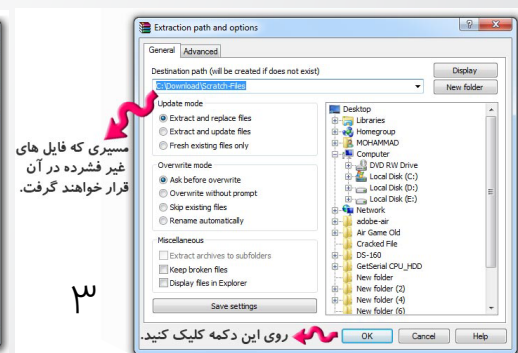 Extraction path and options
General Advanced
Destination path (will be created if does not exist)
C:\Download\Scratch-Files
Display
New folder
Update mode
Extract and replace files
Extract and update files
Fresh existing files only
Overwrite mode
Ask before overwrite
Overwrite without prompt
Skip existing files
Rename automatically
Miscellaneous
Extract archives to subfolders
Keep broken files
Display files in Explorer
Save settings
Desktop
Libraries
Homegroup
MOHAMMAD
Computer
DVD RW Drive
Local Disk (C:)
Local Disk (D:)
Local Disk (E:)
Network
adobe-air
Air Game Old
Cracked File
DS-160
GetSerial CPU_HDD
New folder
New folder (2)
New folder (4)
New folder (6)
OK Cancel Help
مسیری که فایل های
غیر فشرده در آن
قرار خواهند گرفت.
۳
روی این دکمه کلیک کنید.